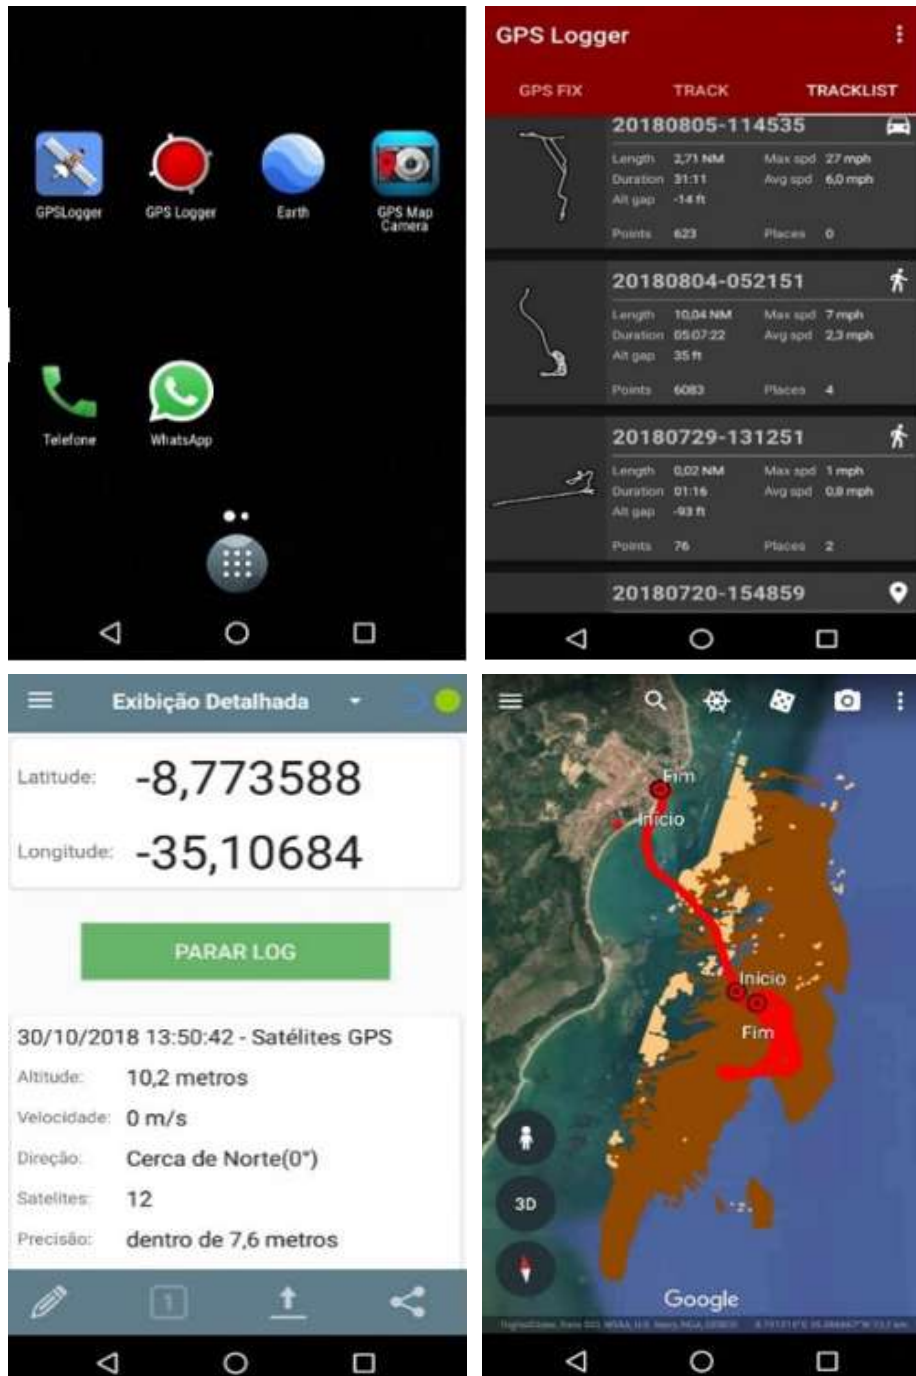 GPSLogger
GPS Logger
Earth
GPS Map
Camera
Telefone
WhatsApp
GPS Logger
GPS FIX TRACK TRACKLIST
20180805-114535
Length 2,71 NM Max spd 27 mph
Duration 31:11 Avg spd 6,0 mph
Alt gap -14 ft
Points 623 Places 0
20180804-052151
Length 10,04 NM Max spd 7 mph
Duration 05:07:22 Avg spd 2,3 mph
Alt gap 35 ft
Points 6083 Places 4
20180729-131251
Length 0,02 NM Max spd 1 mph
Duration 01:16 Avg spd 0,8 mph
Alt gap -93 ft
Points 76 Places 2
20180720-154859
Exibição Detalhada
Latitude: -8,773588
Longitude: -35,10684
PARAR LOG
30/10/2018 13:50:42 - Satélites GPS
Altitude: 10,2 metros
Velocidade: 0 m/s
Direção: Cerca de Norte(0°)
Satelites: 12
Precisão: dentro de 7,6 metros
1
Fim
Início
Início
Fim
3D
Google